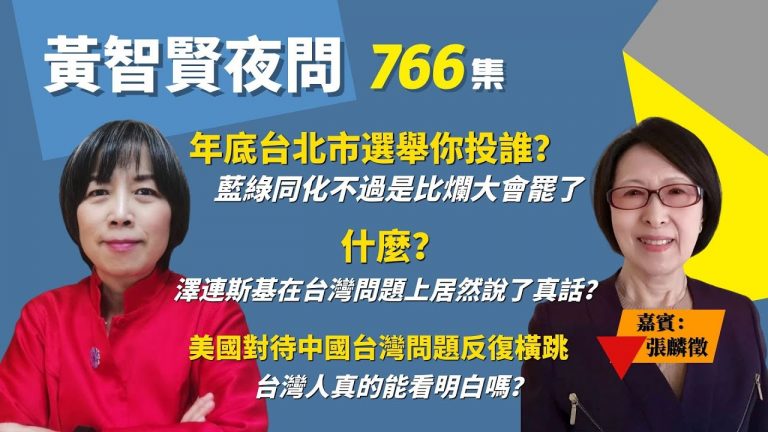 黃智賢夜問 766集
年底台北市選舉你投誰?
藍綠同化不過是比爛大會罷了
什麼?
澤連斯基在台灣問題上居然說了真話?
嘉賓:
張麟徵
美國對待中國台灣問題反復橫跳
台灣人真的能看明白嗎?